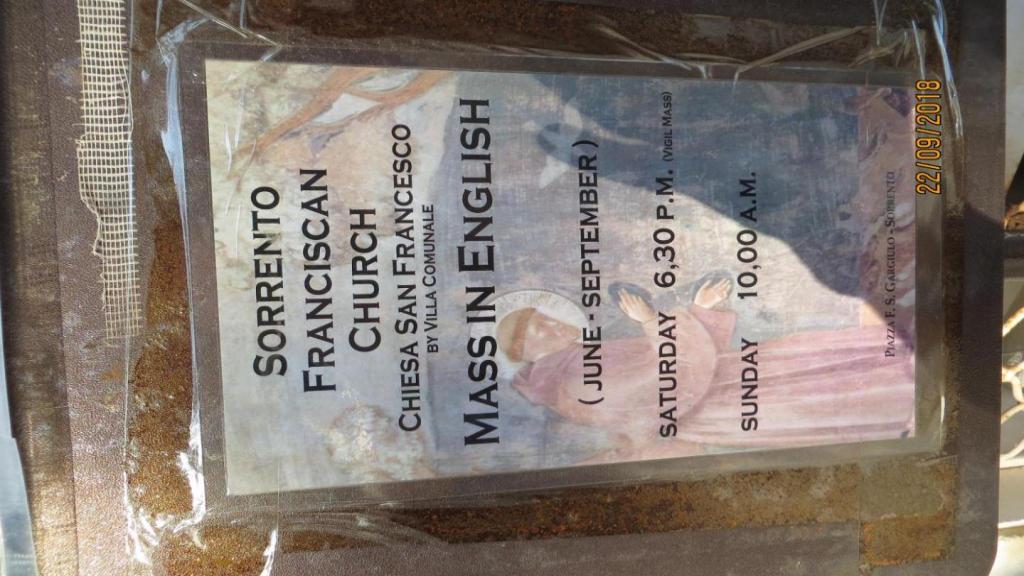 SORRENTO
FRANCISCAN
CHURCH
CHIESA SAN FRANCESCO
BY VILLA COMUNALE
MASS IN ENGLISH
( JUNE - SEPTEMBER )
SATURDAY 6,30 P.M. (VIGIL MASS)
SUNDAY 10,00 A.M.
PIAZZA F. S. GARGIULO - SORRENTO
22/09/2018